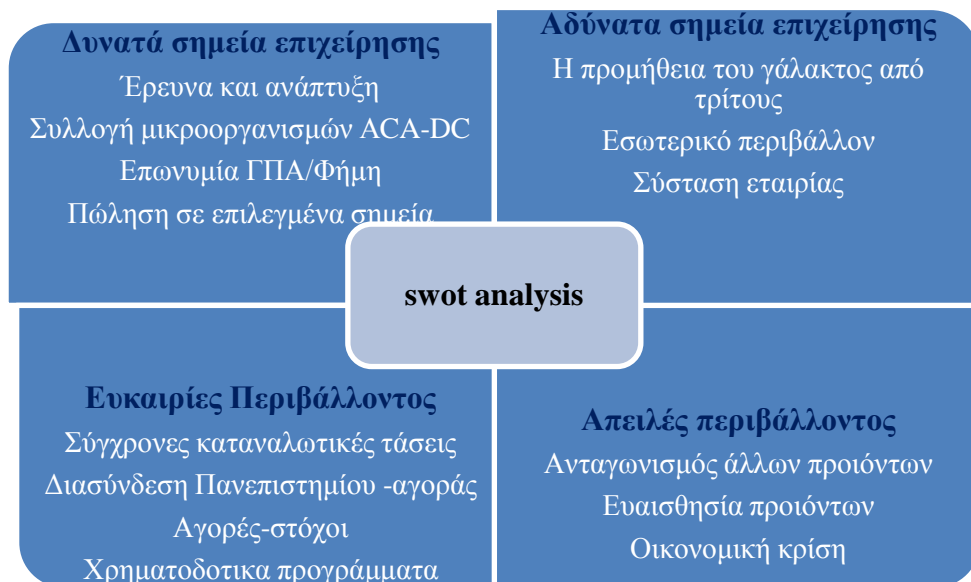 Δυνατά σημεία επιχείρησης
Έρευνα και ανάπτυξη
Συλλογή μικροοργανισμών ACA-DC
Επωνυμία ΓΠΑ/Φήμη
Πώληση σε επιλεγμένα σημεία
Αδύνατα σημεία επιχείρησης
Η προμήθεια του γάλακτος από
τρίτους
Εσωτερικό περιβάλλον
Σύσταση εταιρίας
swot analysis
Ευκαιρίες Περιβάλλοντος
Σύγχρονες καταναλωτικές τάσεις
Διασύνδεση Πανεπιστημίου -αγοράς
Αγορές-στόχοι
Χρηματοδοτικα προγράμματα
Απειλές περιβάλλοντος
Ανταγωνισμός άλλων προιόντων
Ευαισθησία προιόντων
Οικονομική κρίση